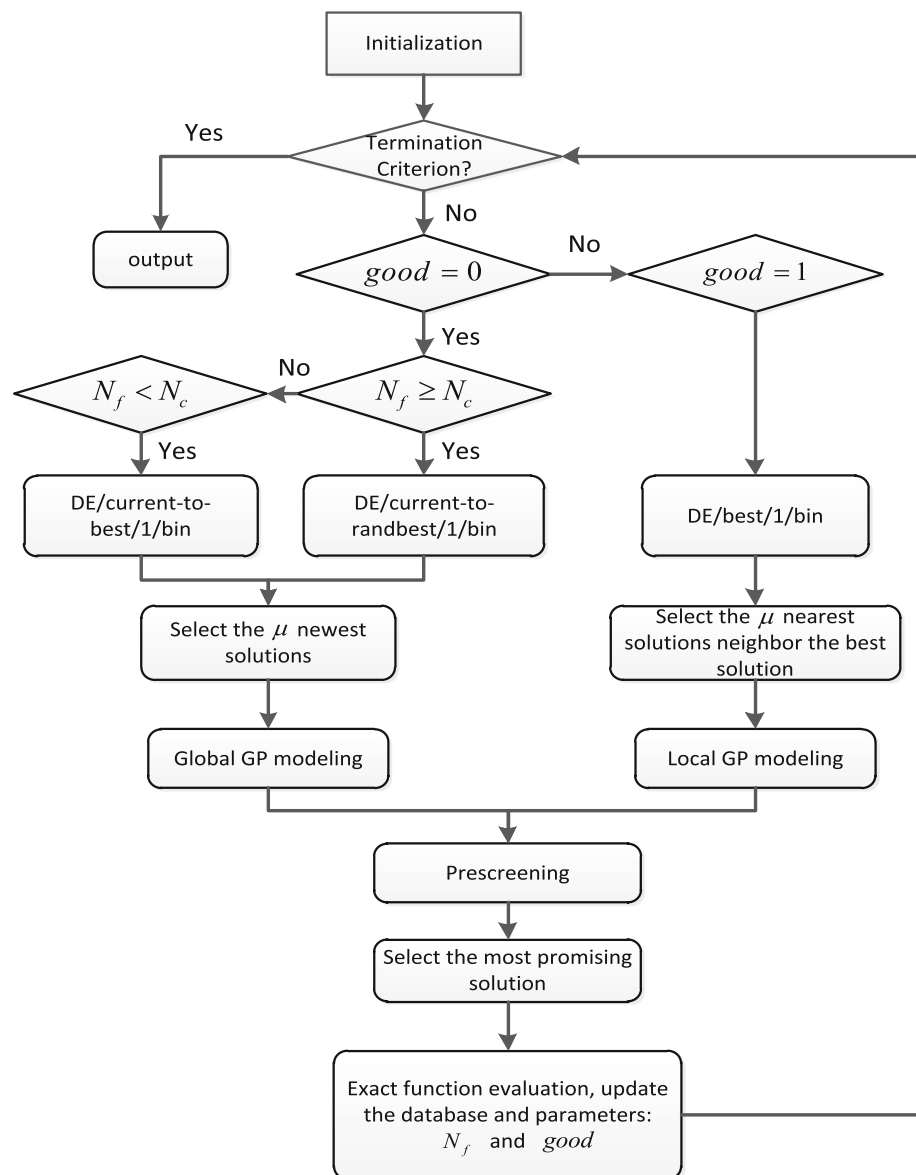 Initialization
Yes
Termination
Criterion?
No
output
good = 0
No
good = 1
Yes
N_f < N_c
No
N_f ≥ N_c
Yes
Yes
DE/current-to-
best/1/bin
DE/current-to-
randbest/1/bin
DE/best/1/bin
Select the μ newest
solutions
Select the μ nearest
solutions neighbor the best
solution
Global GP modeling
Local GP modeling
Prescreening
Select the most promising
solution
Exact function evaluation, update
the database and parameters:
N_f and good